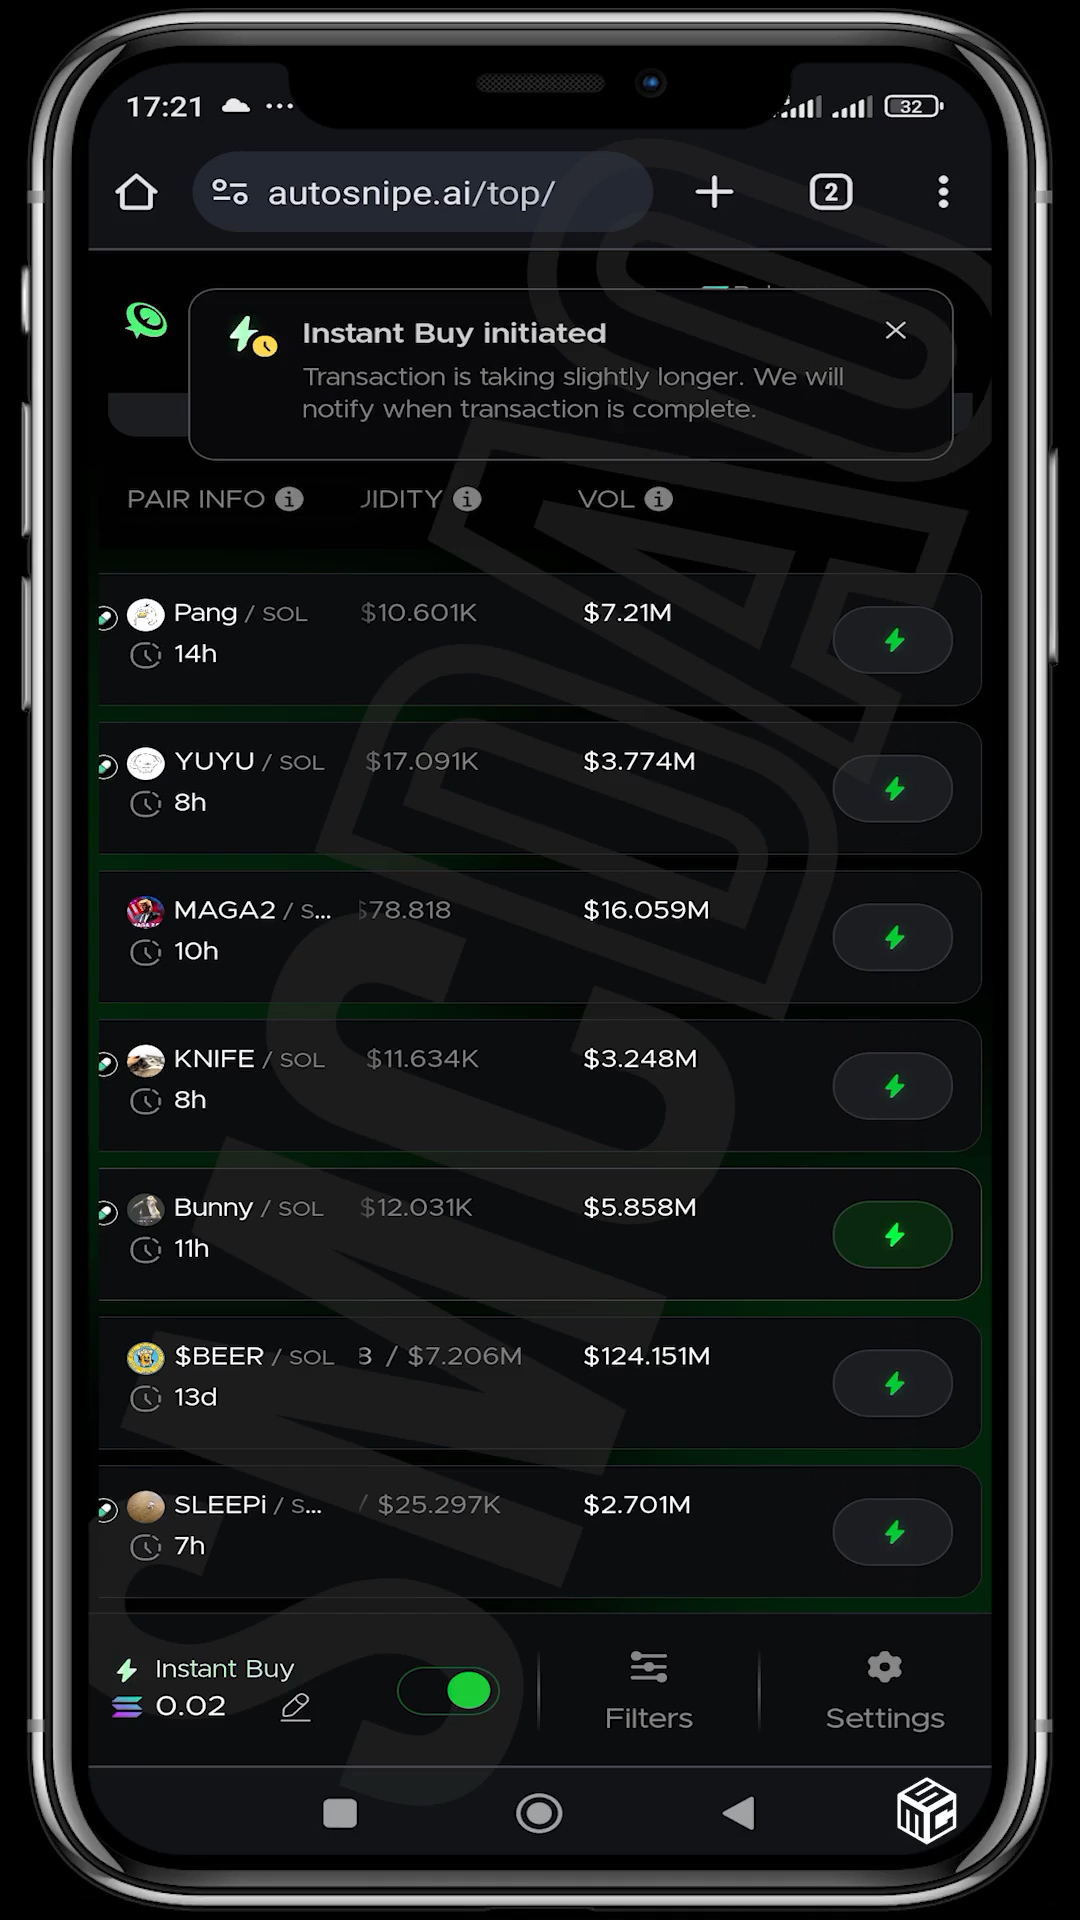 17:21
32
autosnipe.ai/top/
2
Instant Buy initiated
Transaction is taking slightly longer. We will
notify when transaction is complete.
PAIR INFO JIDITY VOL
Pang / SOL $10.601K $7.21M
14h
YUYU / SOL $17.091K $3.774M
8h
MAGA2 / S... $78.818 $16.059M
10h
KNIFE / SOL $11.634K $3.248M
8h
Bunny / SOL $12.031K $5.858M
11h
$BEER / SOL 3 / $7.206M $124.151M
13d
SLEEPi / S... / $25.297K $2.701M
7h
Instant Buy
0.02
Filters
Settings
SMCDAO
SMC